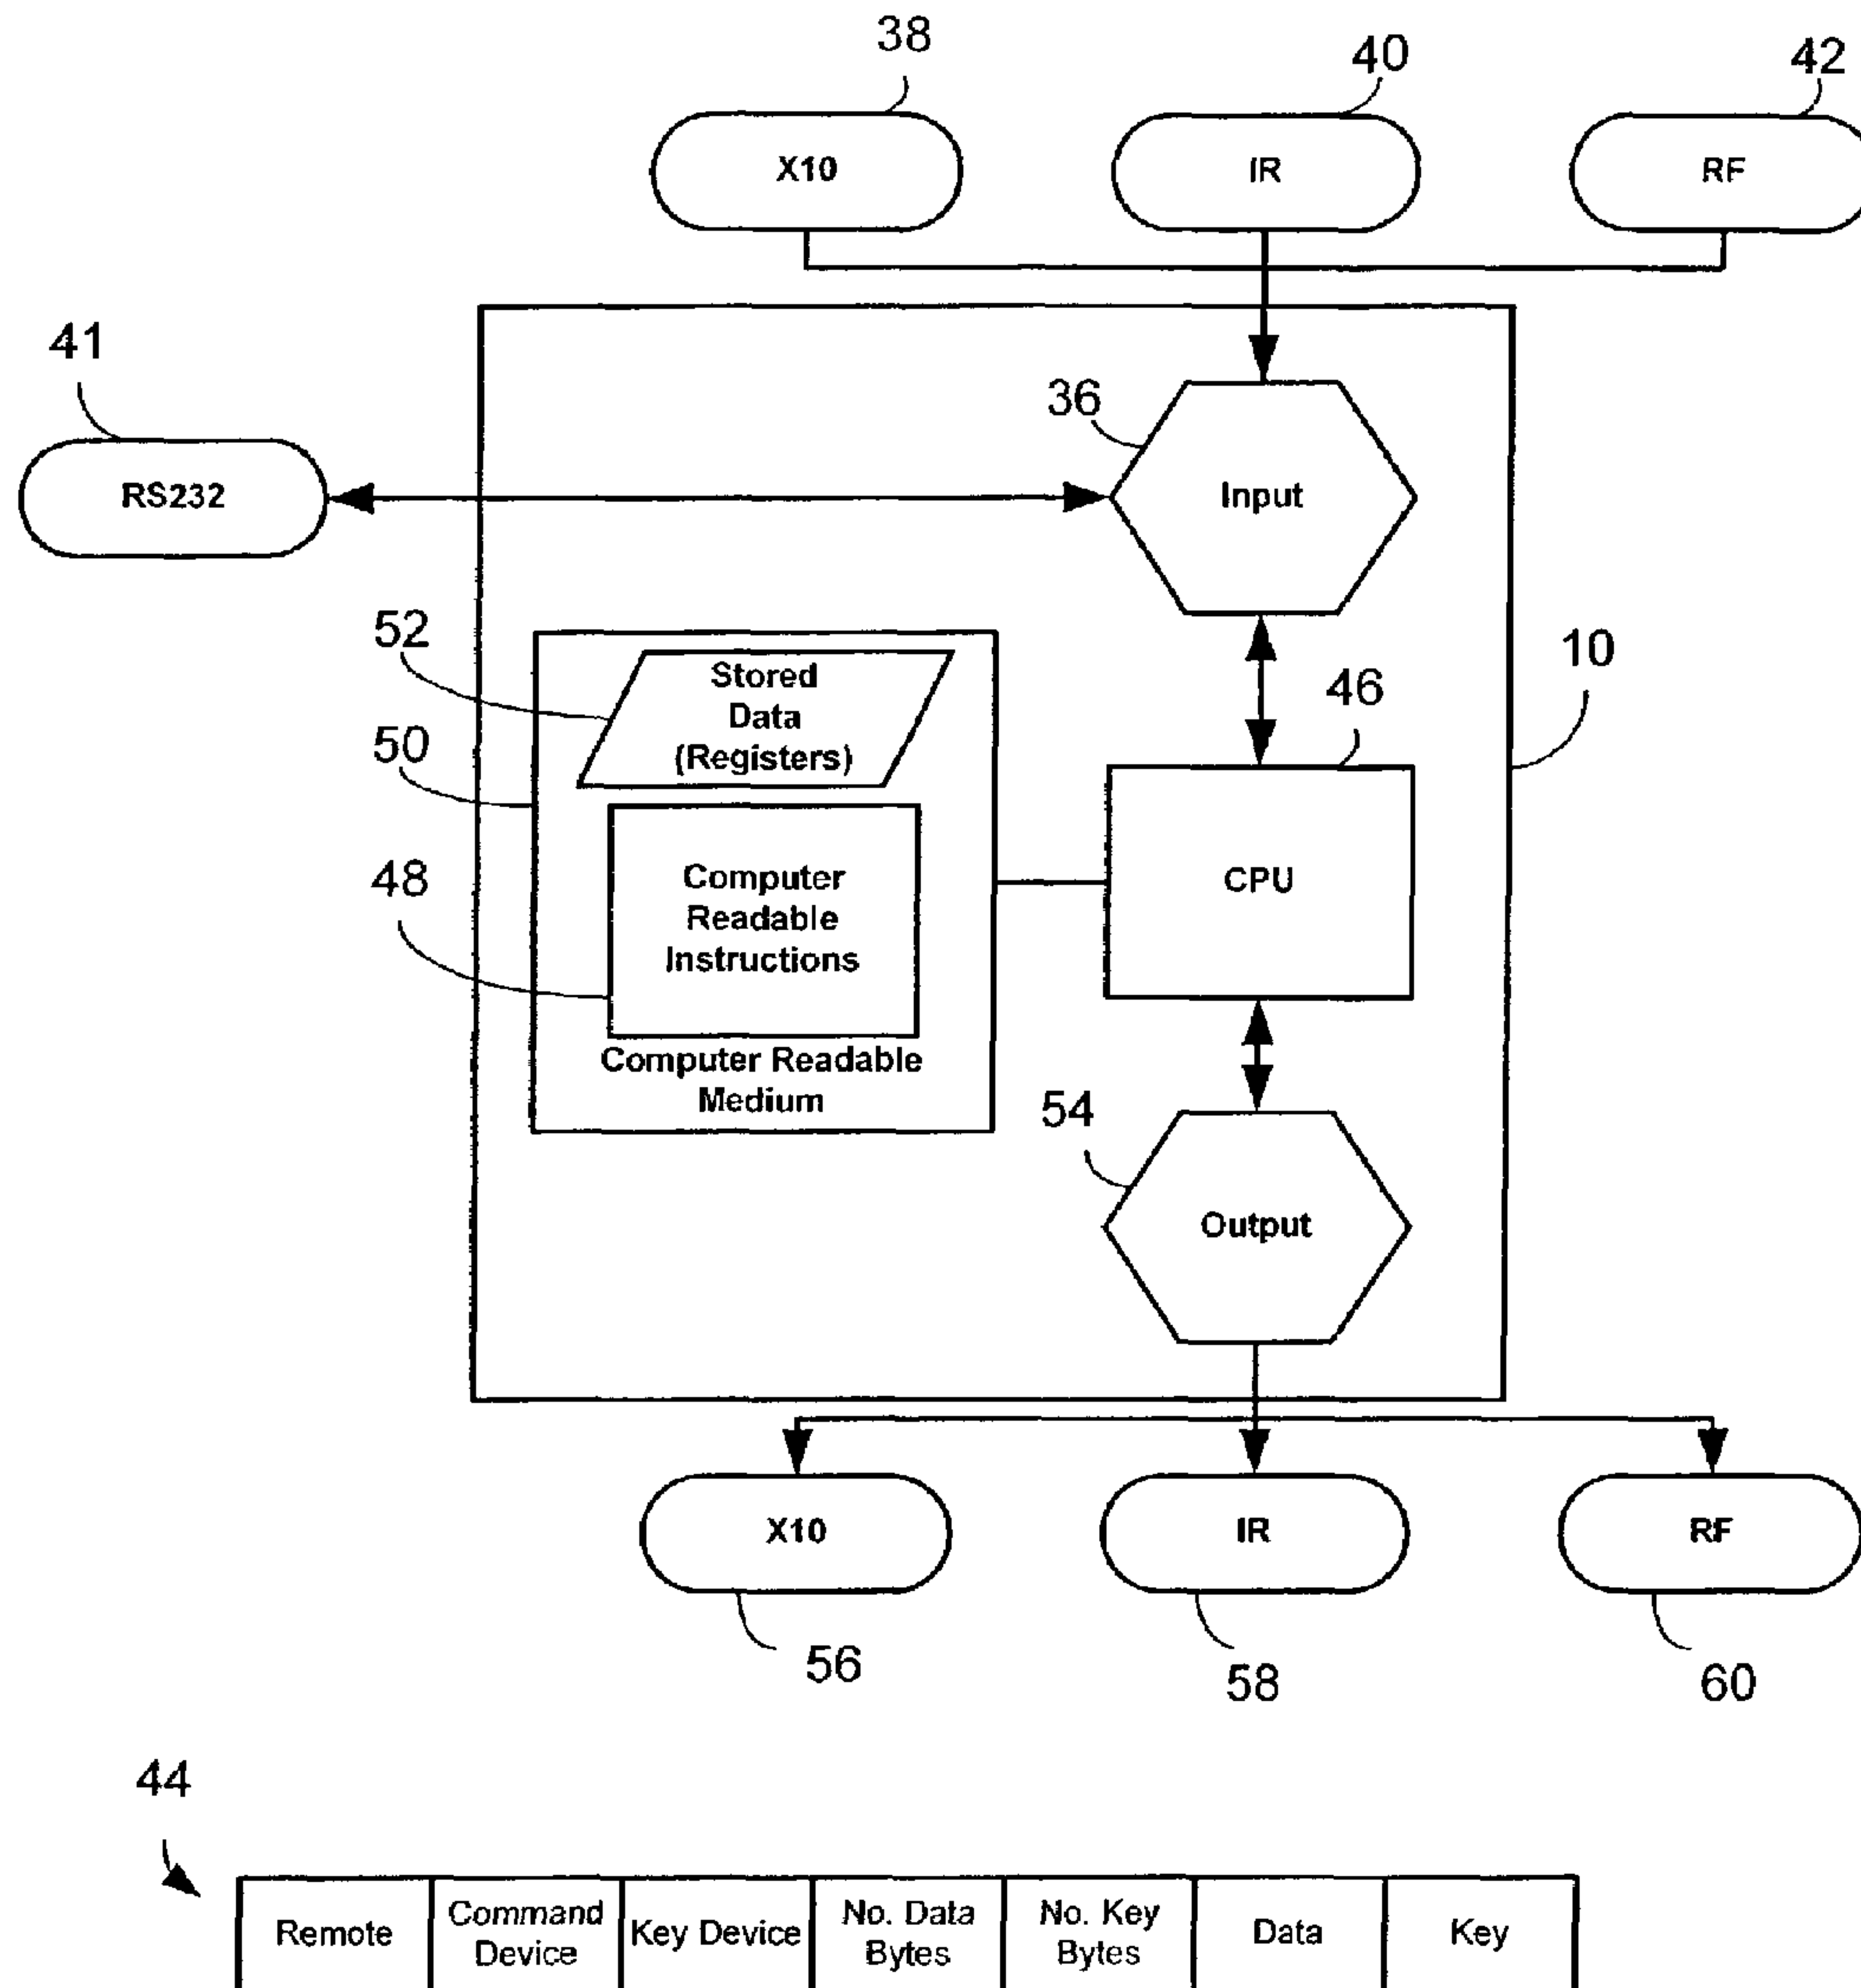 38
40
42
X10
IR
RF
41
36
RS232
Input
52
Stored
Data
(Registers)
10
46
50
Computer
Readable
Instructions
CPU
48
Computer Readable
Medium
54
Output
X10
IR
RF
56
58
60
44
Remote
Command
Device
Key Device
No. Data
Bytes
No. Key
Bytes
Data
Key